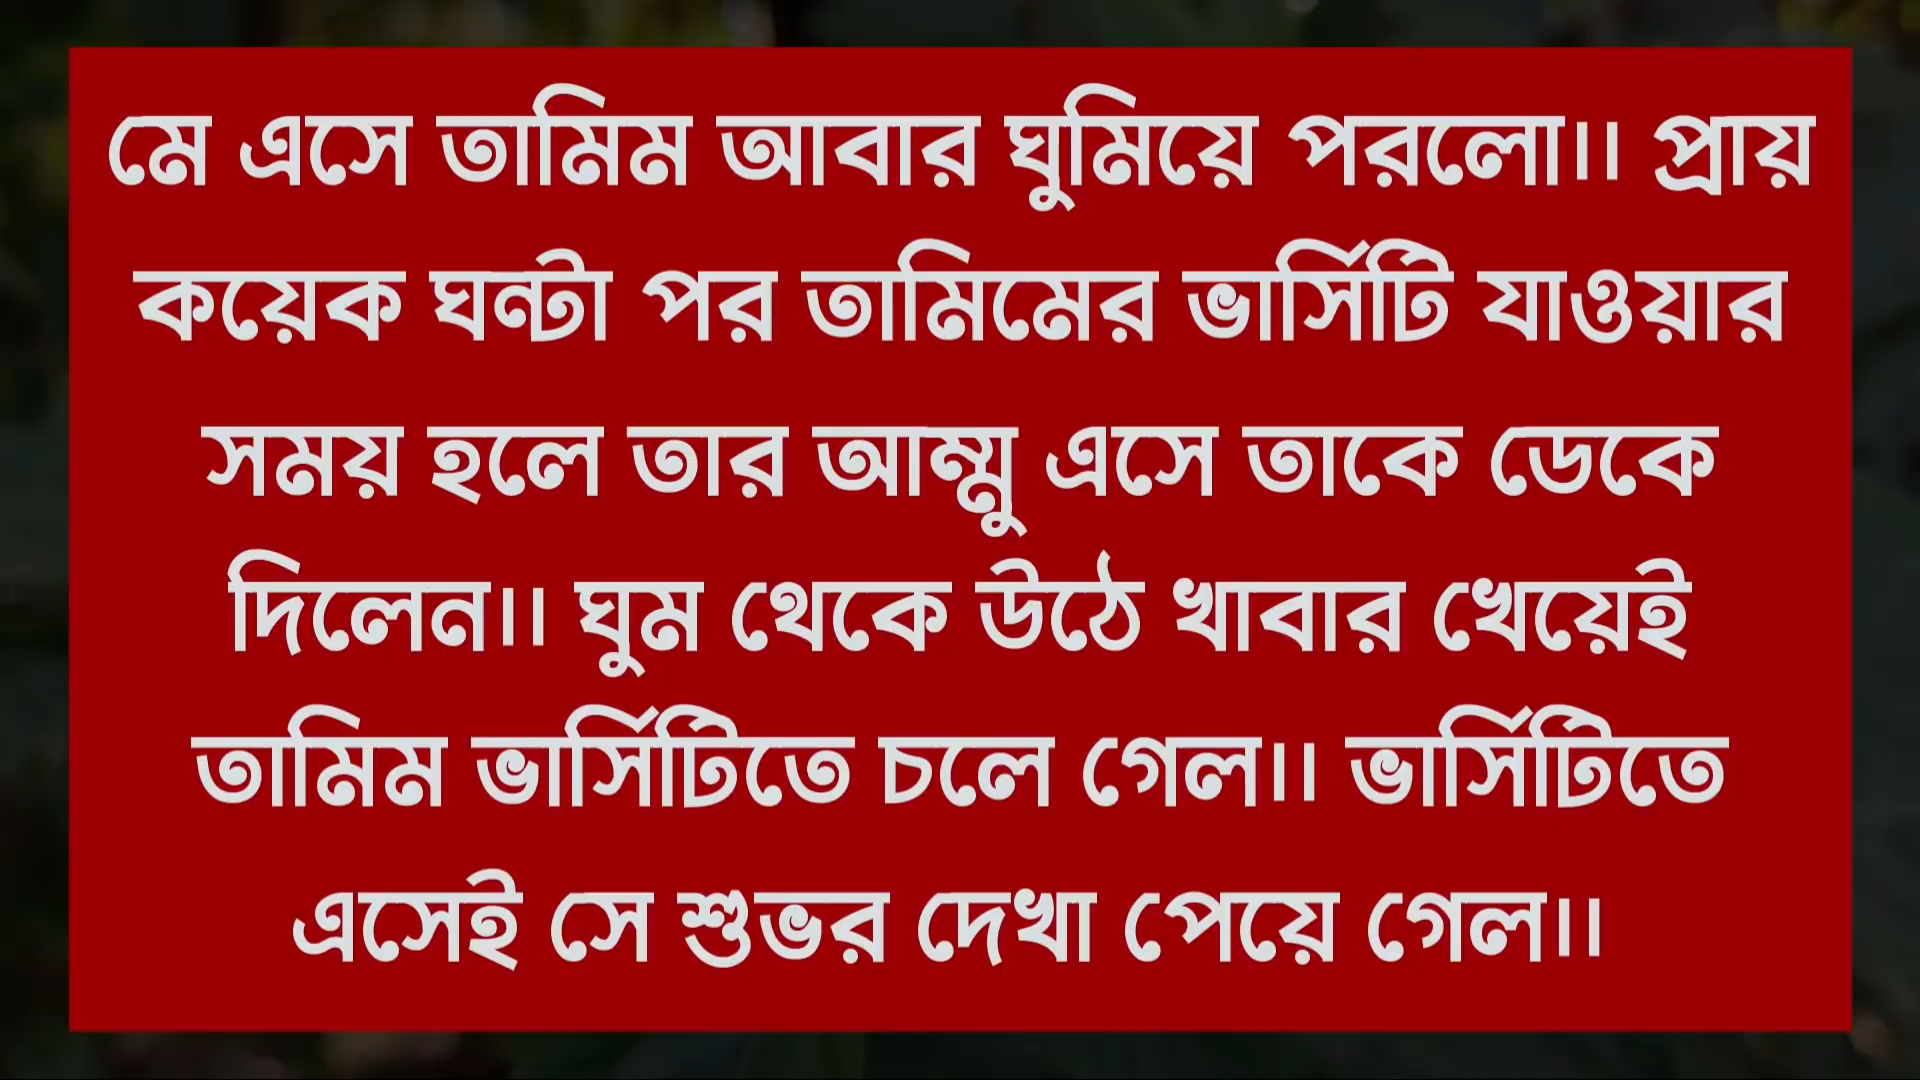 মে এসে তামিম আবার ঘুমিয়ে পরলো।। প্রায়
কয়েক ঘন্টা পর তামিমের ভার্সিটি যাওয়ার
সময় হলে তার আম্মু এসে তাকে ডেকে
দিলেন।। ঘুম থেকে উঠে খাবার খেয়েই
তামিম ভার্সিটিতে চলে গেল।। ভার্সিটিতে
এসেই সে শুভর দেখা পেয়ে গেল।।